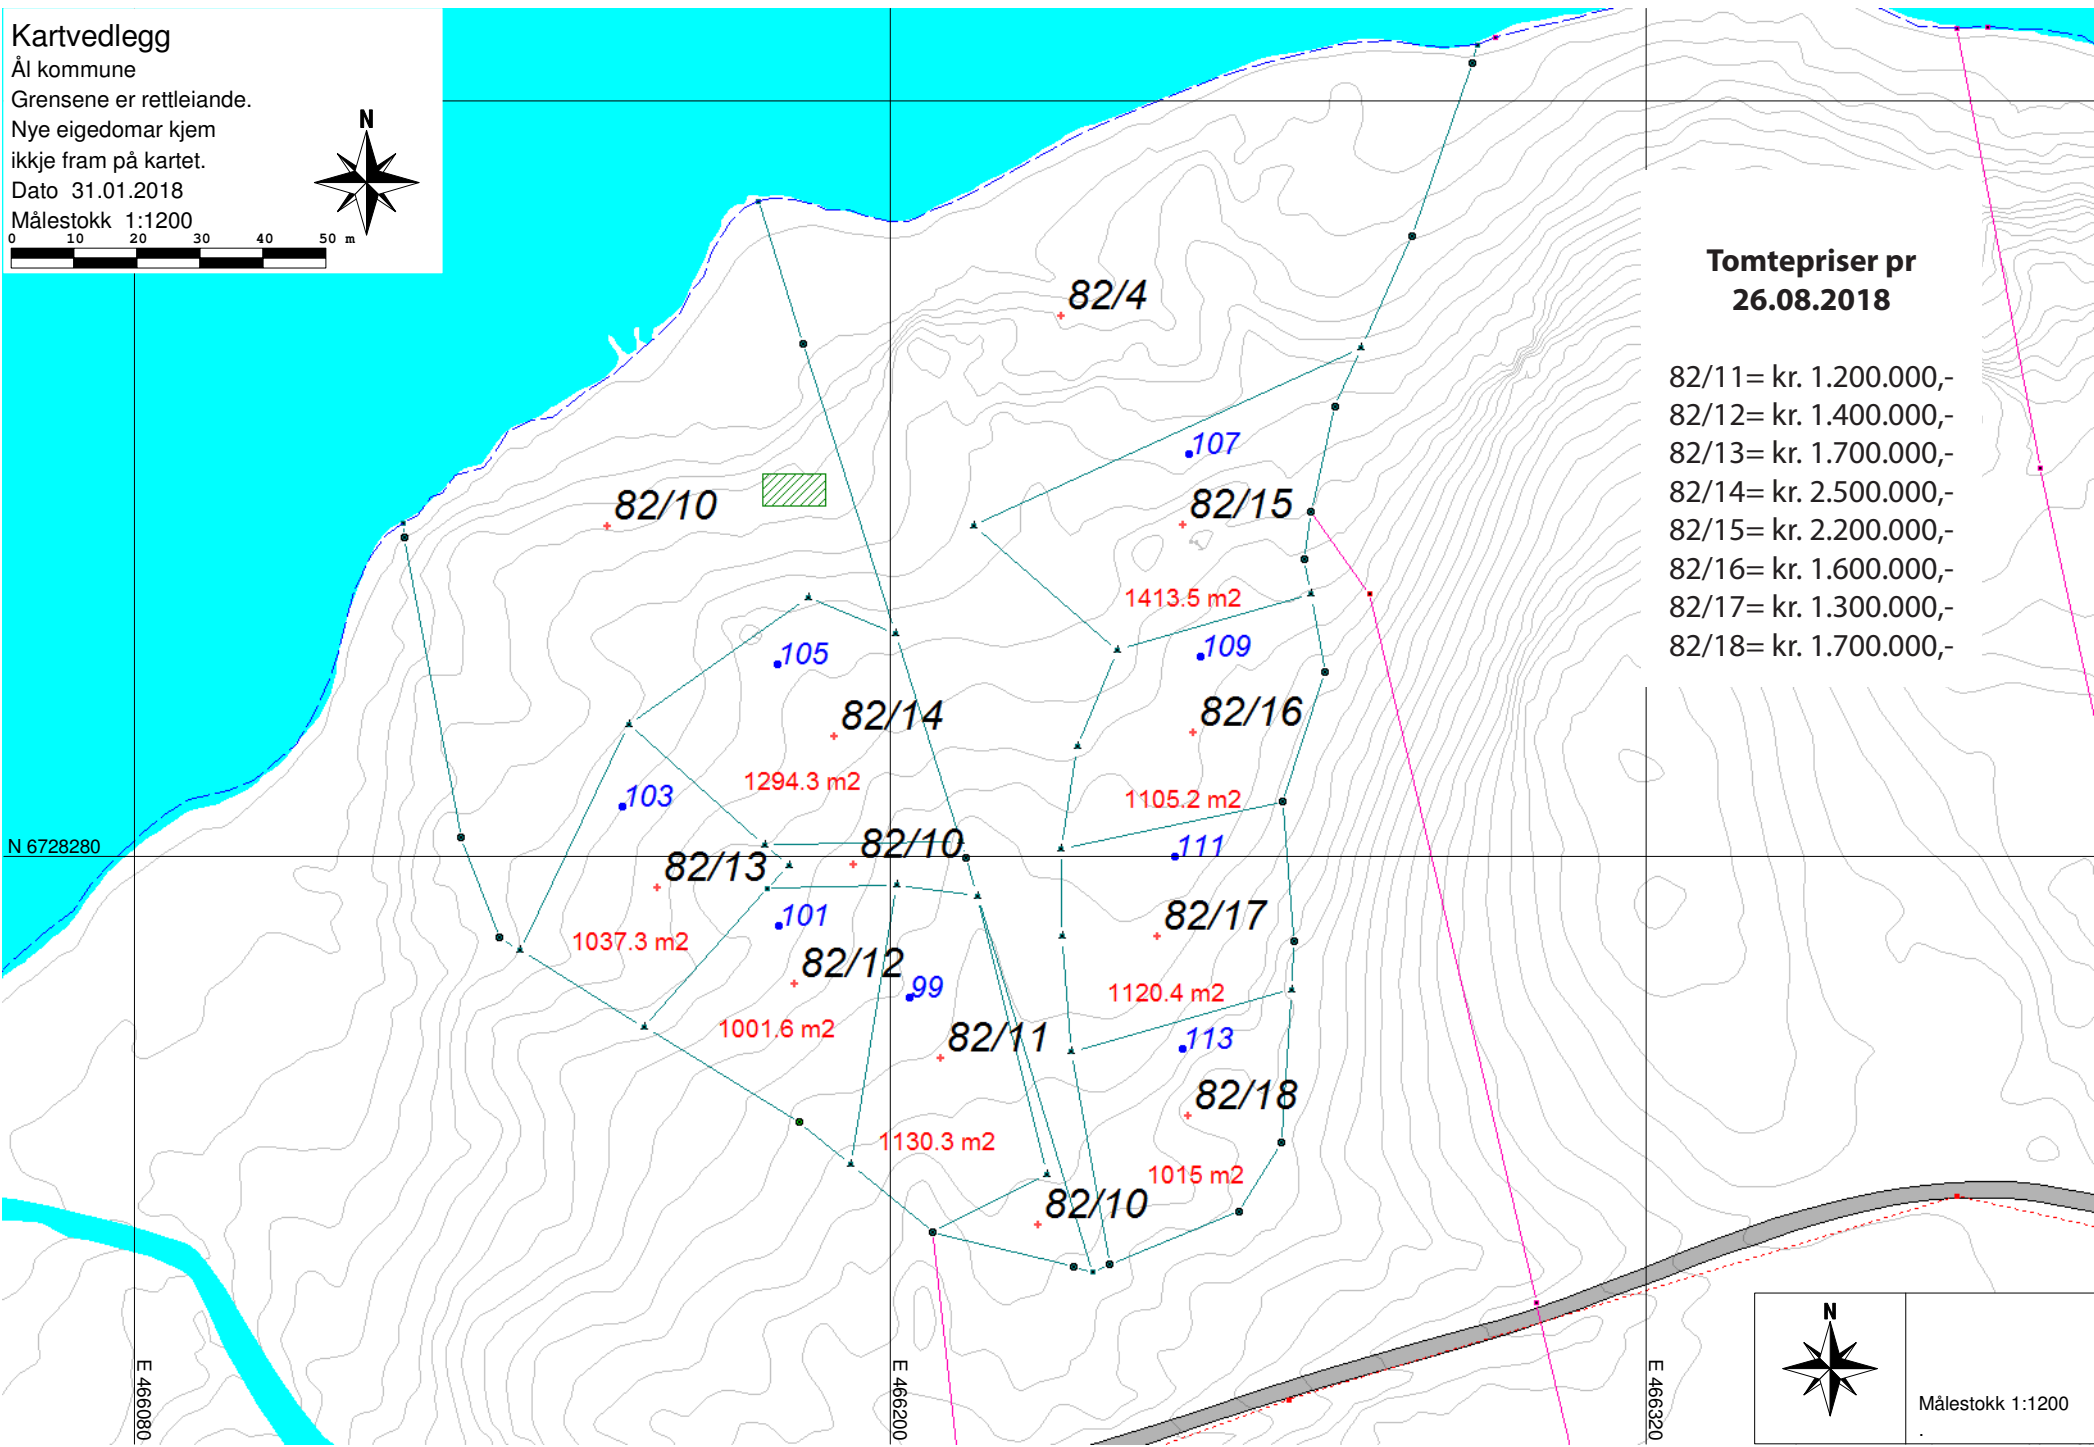 Kartvedlegg
Ål kommune
Grensene er rettleiande.
Nye eigedomar kjem
ikkje fram på kartet.
Dato 31.01.2018
Målestokk 1:1200
0 10 20 30 40 50 m
N
Tomtepriser pr
26.08.2018
82/11= kr. 1.200.000,-
82/12= kr. 1.400.000,-
82/13= kr. 1.700.000,-
82/14= kr. 2.500.000,-
82/15= kr. 2.200.000,-
82/16= kr. 1.600.000,-
82/17= kr. 1.300.000,-
82/18= kr. 1.700.000,-
82/4
107
82/10
82/15
1413.5 m2
105
109
82/14
82/16
1294.3 m2
103
1105.2 m2
N 6728280
82/10
111
82/13
101
82/17
1037.3 m2
82/12
99
1120.4 m2
1001.6 m2
82/11
113
82/18
1130.3 m2
1015 m2
82/10
E 466080
E 466200
E 466320
N
Målestokk 1:1200
.